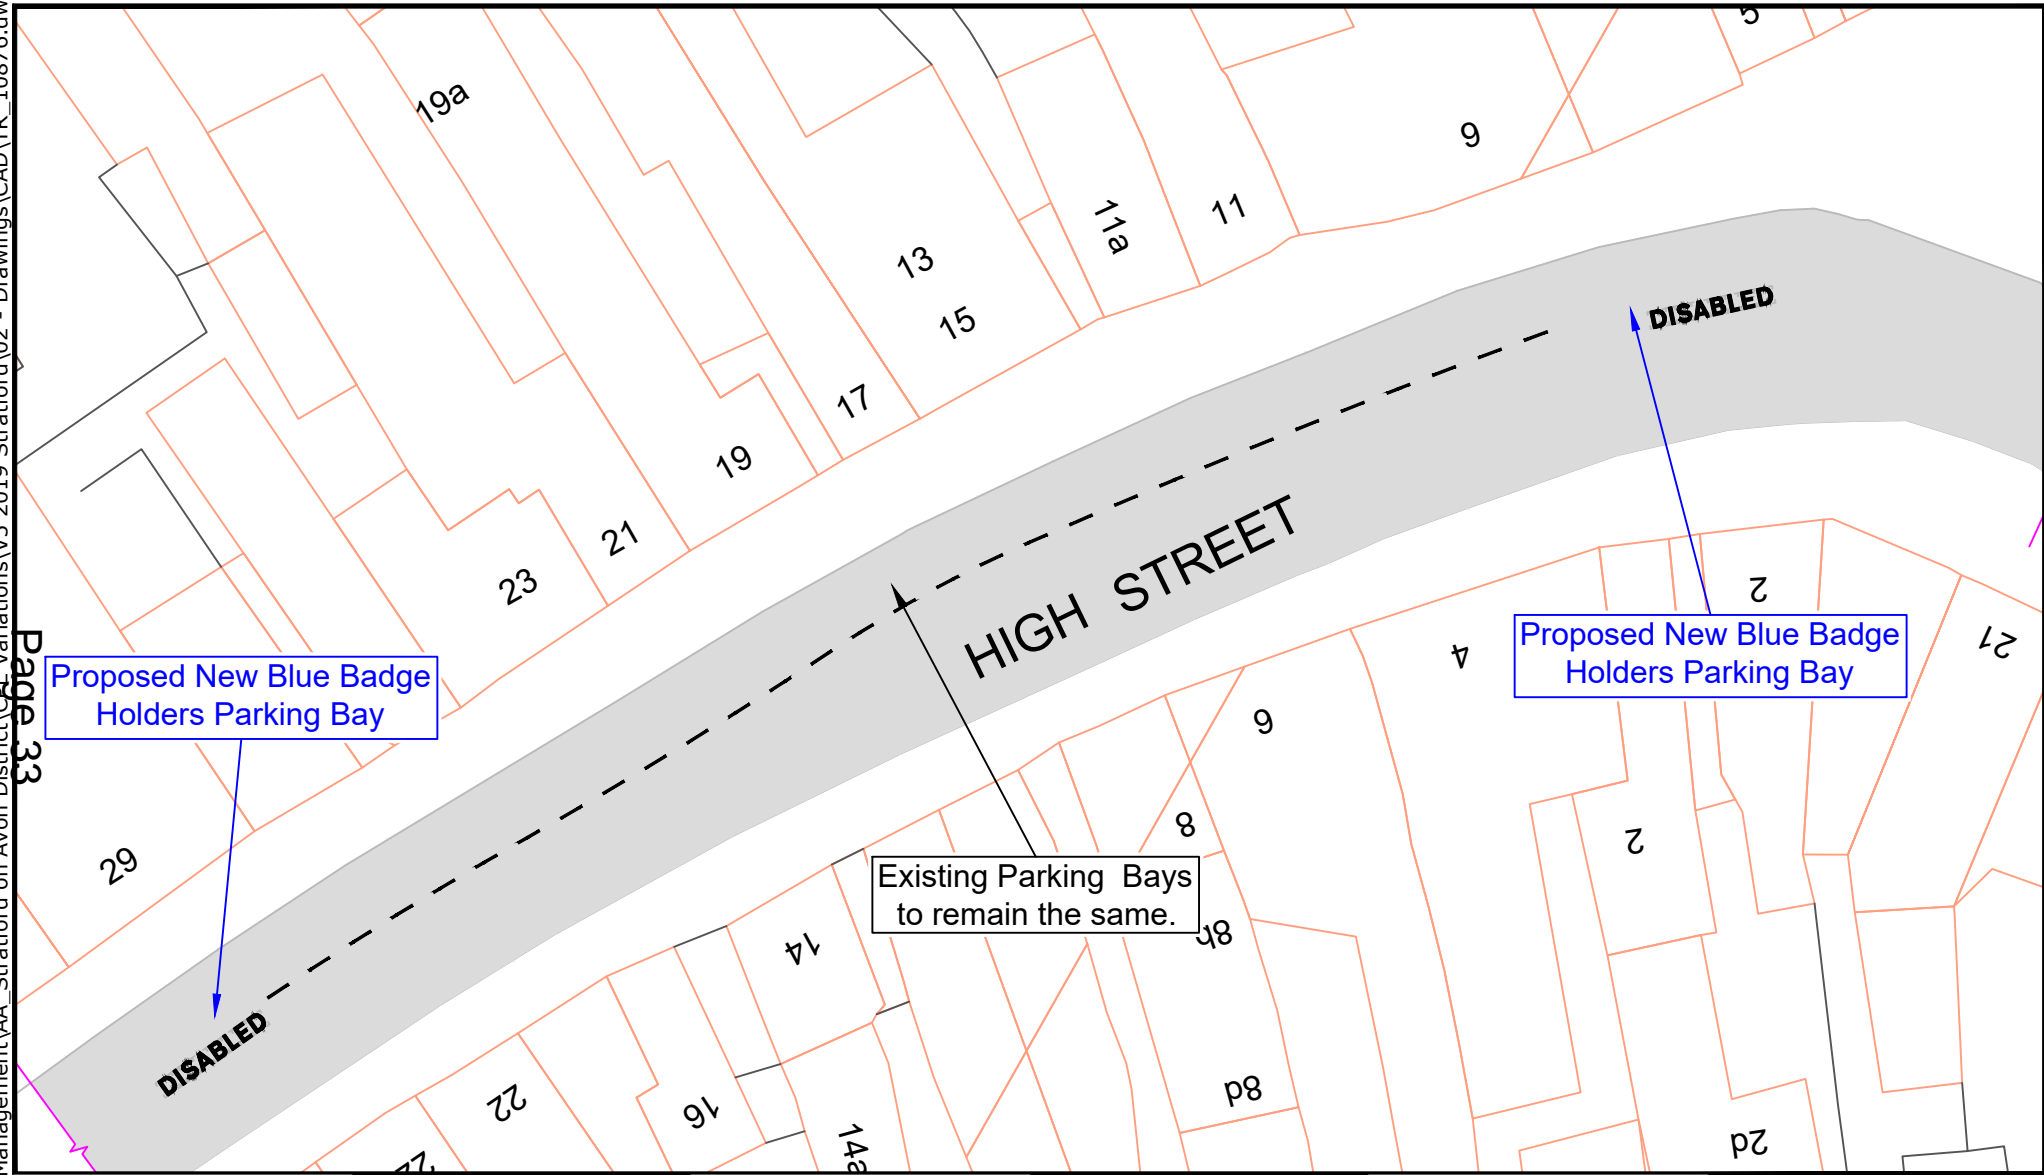 5
19a
9
11a
11
13
15
17
19
21
23
29
HIGH STREET
DISABLED
DISABLED
Proposed New Blue Badge
Holders Parking Bay
Proposed New Blue Badge
Holders Parking Bay
Existing Parking Bays
to remain the same.
2
21
4
6
8
2
8h
14
8d
22
16
14a
2d
Page 33